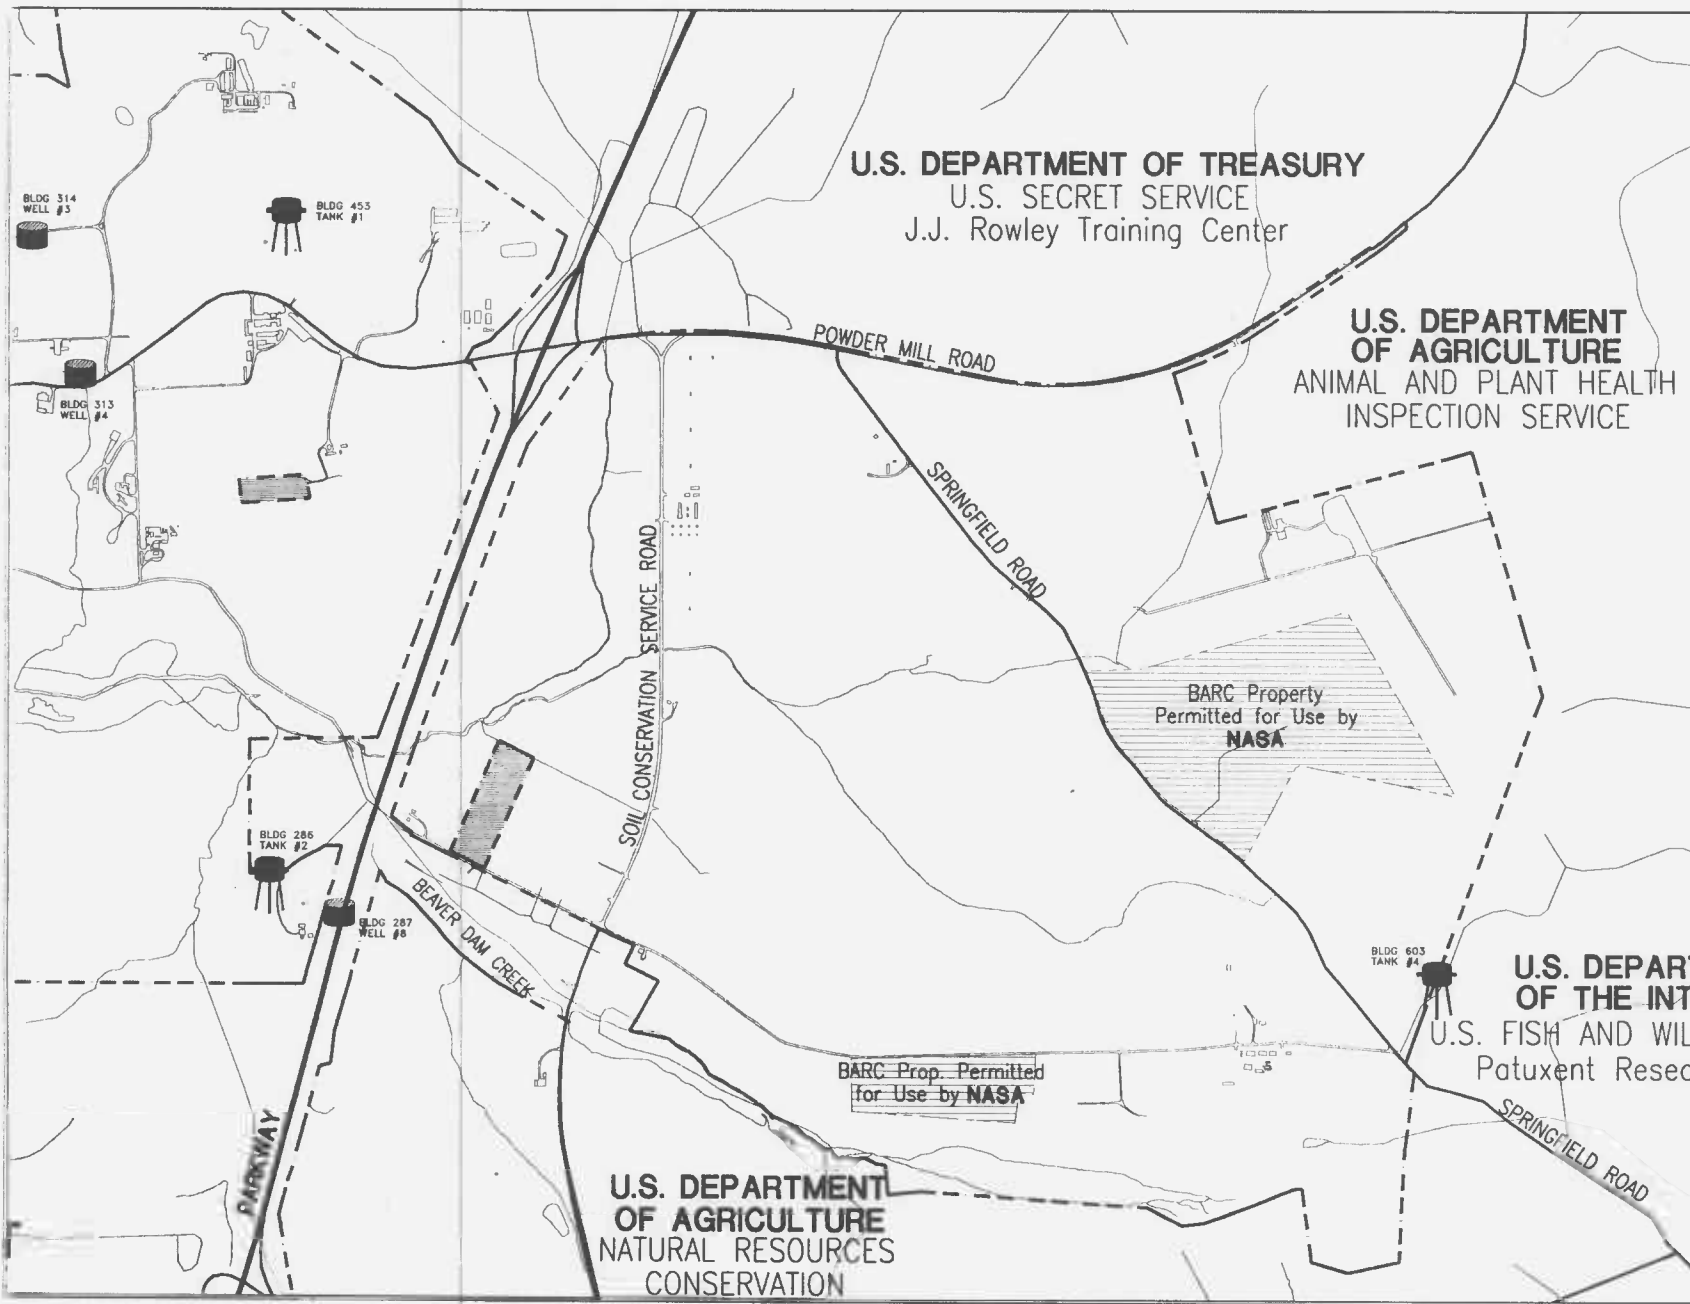 U.S. DEPARTMENT OF TREASURY
U.S. SECRET SERVICE
J.J. Rowley Training Center
BLDG 314
WELL #3
BLDG 453
TANK #1
U.S. DEPARTMENT
OF AGRICULTURE
ANIMAL AND PLANT HEALTH
INSPECTION SERVICE
POWDER MILL ROAD
BLDG 313
WELL #4
SPRINGFIELD ROAD
SOIL CONSERVATION SERVICE ROAD
BARC Property
Permitted for Use by
NASA
BLDG 286
TANK #2
BLDG 287
WELL #8
BEAVER DAM CREEK
BLDG 603
TANK #4
U.S. DEPAR
OF THE INT
U.S. FISH AND WIL
Patuxent Resea
BARC Prop. Permitted
for Use by NASA
SPRINGFIELD ROAD
PARKWAY
U.S. DEPARTMENT
OF AGRICULTURE
NATURAL RESOURCES
CONSERVATION